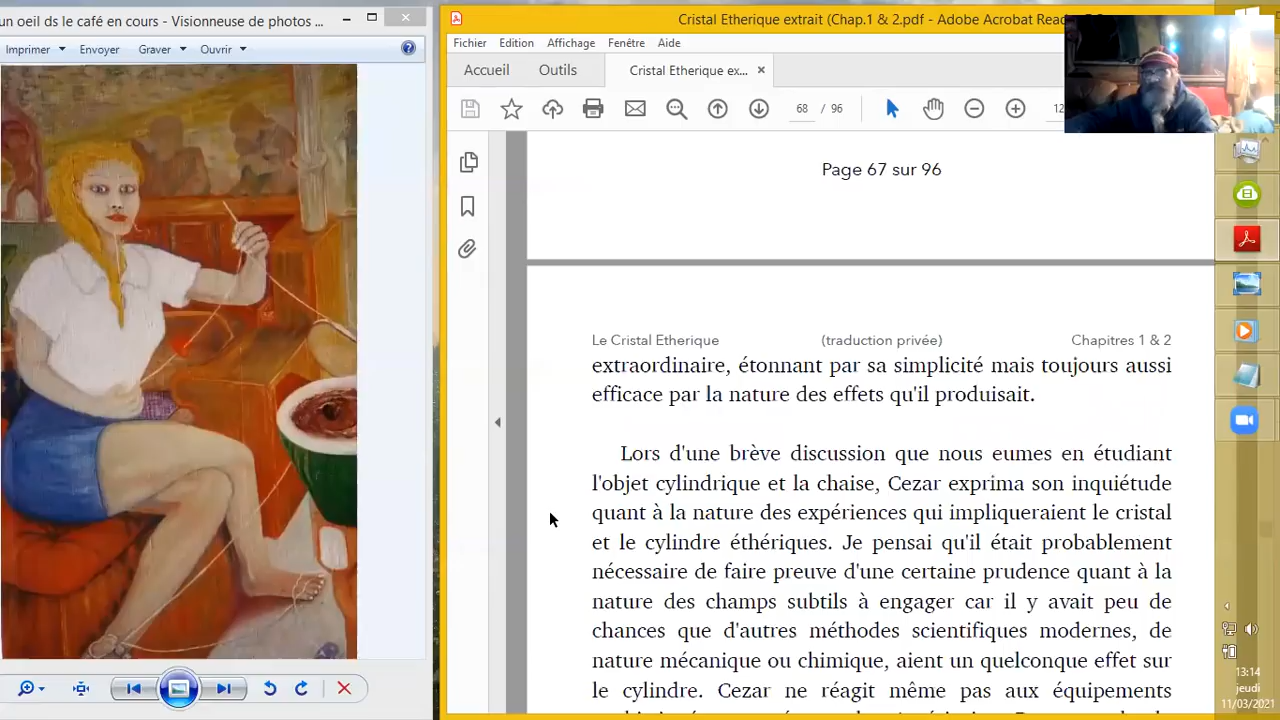 un oeil ds le café en cours - Visionneuse de photos ...
Imprimer Envoyer Graver Ouvrir
Cristal Etherique extrait (Chap.1 & 2.pdf - Adobe Acrobat
Fichier Edition Affichage Fenêtre Aide
Accueil Outils Cristal Etherique ex...
68 / 96
Page 67 sur 96
Le Cristal Etherique (traduction privée) Chapitres 1 & 2
extraordinaire, étonnant par sa simplicité mais toujours aussi
efficace par la nature des effets qu'il produisait.
Lors d'une brève discussion que nous eumes en étudiant
l'objet cylindrique et la chaise, Cezar exprima son inquiétude
quant à la nature des expériences qui impliqueraient le cristal
et le cylindre éthériques. Je pensai qu'il était probablement
nécessaire de faire preuve d'une certaine prudence quant à la
nature des champs subtils à engager car il y avait peu de
chances que d'autres méthodes scientifiques modernes, de
nature mécanique ou chimique, aient un quelconque effet sur
le cylindre. Cezar ne réagit même pas aux équipements
13:14
jeudi
11/03/2021